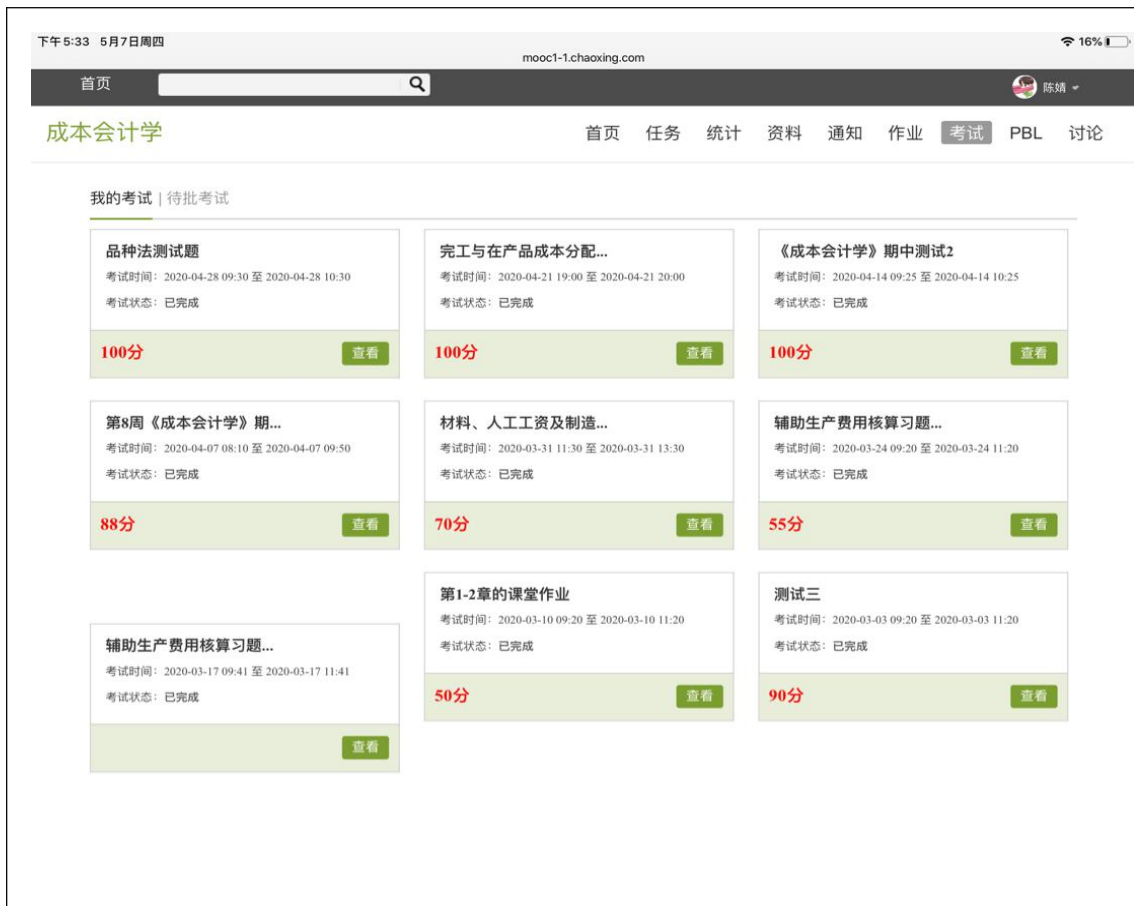 下午5:33 5月7日周四
16%
mooc1-1.chaoxing.com
首页
陈婧
成本会计学
首页 任务 统计 资料 通知 作业 考试 PBL 讨论
我的考试 | 待批考试
品种法测试题
考试时间：2020-04-28 09:30 至 2020-04-28 10:30
考试状态：已完成
100分 查看
完工与在产品成本分配...
考试时间：2020-04-21 19:00 至 2020-04-21 20:00
考试状态：已完成
100分 查看
《成本会计学》期中测试2
考试时间：2020-04-14 09:25 至 2020-04-14 10:25
考试状态：已完成
100分 查看
第8周《成本会计学》期...
考试时间：2020-04-07 08:10 至 2020-04-07 09:50
考试状态：已完成
88分 查看
材料、人工工资及制造...
考试时间：2020-03-31 11:30 至 2020-03-31 13:30
考试状态：已完成
70分 查看
辅助生产费用核算习题...
考试时间：2020-03-24 09:20 至 2020-03-24 11:20
考试状态：已完成
55分 查看
辅助生产费用核算习题...
考试时间：2020-03-17 09:41 至 2020-03-17 11:41
考试状态：已完成
查看
第1-2章的课堂作业
考试时间：2020-03-10 09:20 至 2020-03-10 11:20
考试状态：已完成
50分 查看
测试三
考试时间：2020-03-03 09:20 至 2020-03-03 11:20
考试状态：已完成
90分 查看